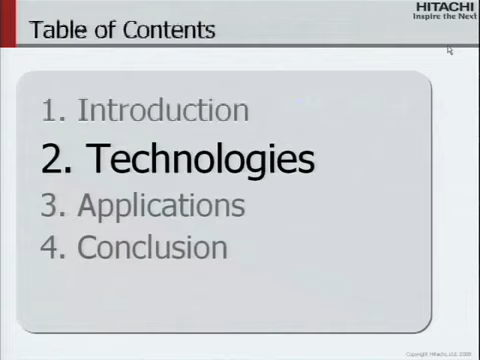 Table of Contents
HITACHI
Inspire the Next
1. Introduction
2. Technologies
3. Applications
4. Conclusion